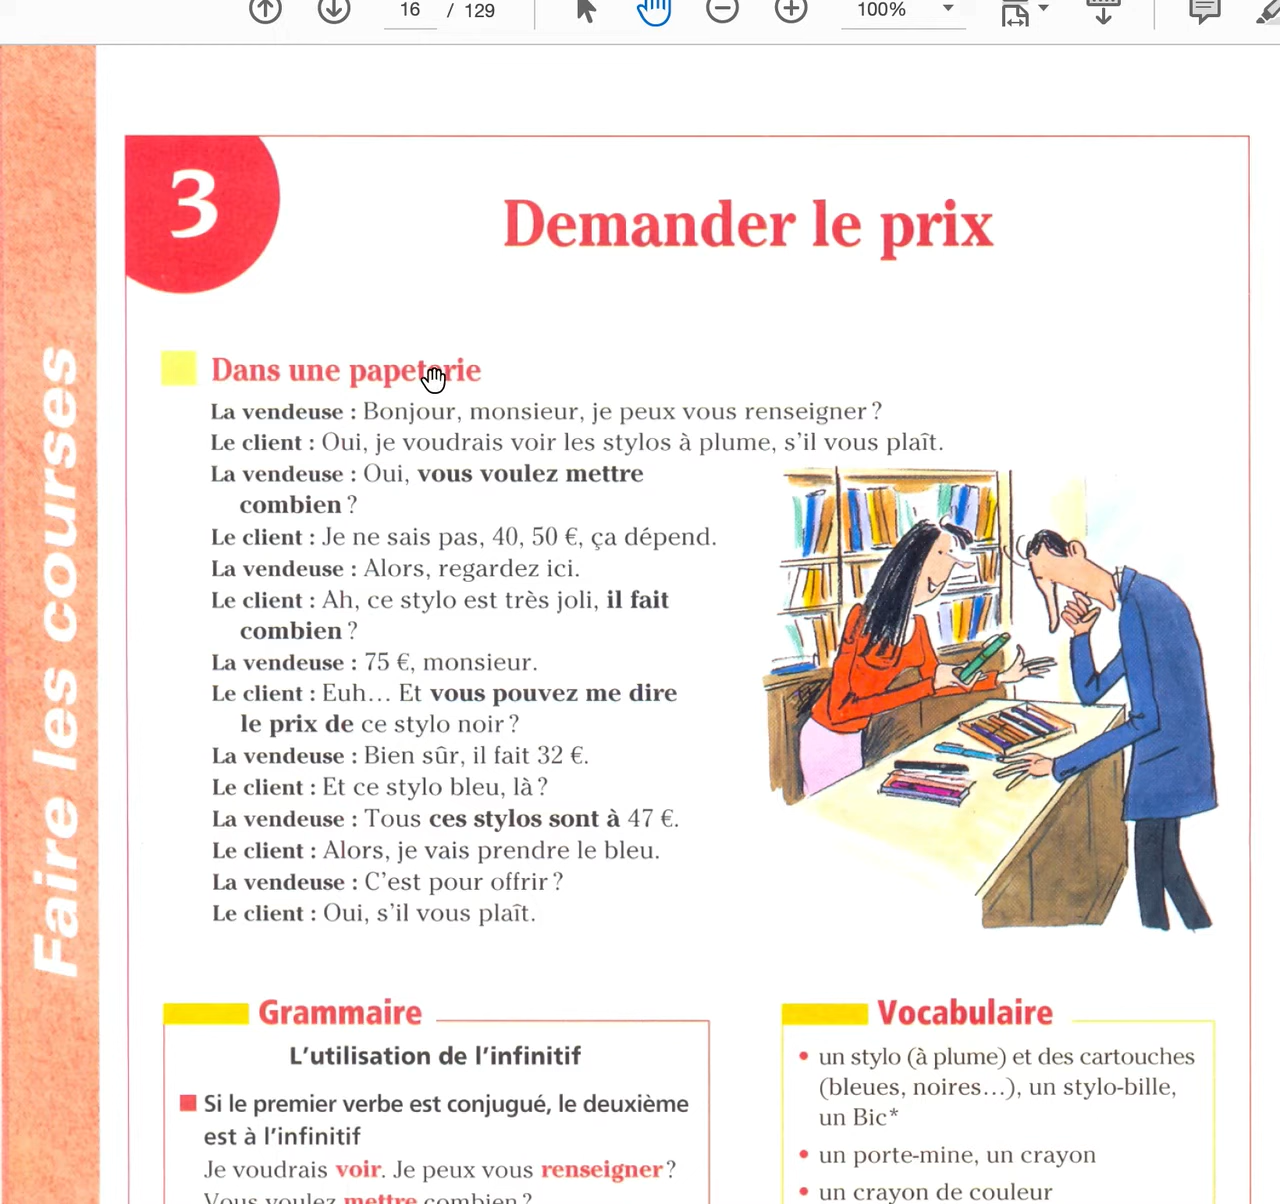 16 / 129
100%
3
Demander le prix
Faire les courses
Dans une papeterie
La vendeuse : Bonjour, monsieur, je peux vous renseigner ?
Le client : Oui, je voudrais voir les stylos à plume, s'il vous plaît.
La vendeuse : Oui, vous voulez mettre
combien ?
Le client : Je ne sais pas, 40, 50 €, ça dépend.
La vendeuse : Alors, regardez ici.
Le client : Ah, ce stylo est très joli, il fait
combien ?
La vendeuse : 75 €, monsieur.
Le client : Euh... Et vous pouvez me dire
le prix de ce stylo noir ?
La vendeuse : Bien sûr, il fait 32 €.
Le client : Et ce stylo bleu, là ?
La vendeuse : Tous ces stylos sont à 47 €.
Le client : Alors, je vais prendre le bleu.
La vendeuse : C'est pour offrir ?
Le client : Oui, s'il vous plaît.
Grammaire
L'utilisation de l'infinitif
Si le premier verbe est conjugué, le deuxième
est à l'infinitif
Je voudrais voir. Je peux vous renseigner ?
Vous voulez mettre combien ?
Vocabulaire
• un stylo (à plume) et des cartouches
(bleues, noires...), un stylo-bille,
un Bic*
• un porte-mine, un crayon
• un crayon de couleur